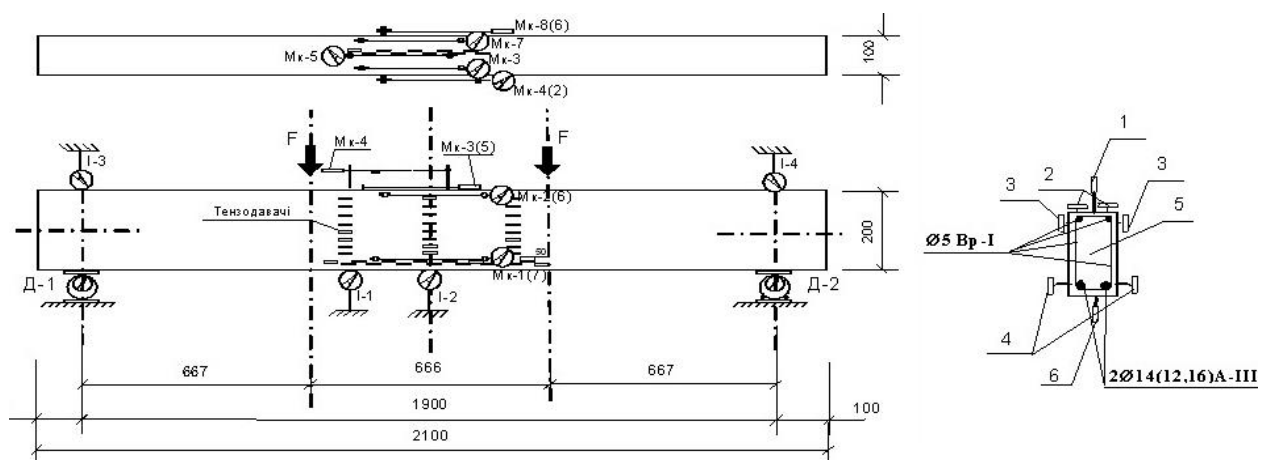 Мк-8(6)
Мк-7
Мк-5
Мк-3
Мк-4(2)
100
F
F
Мк-4
Мк-3(5)
І-3
І-4
Мк-2(6)
Тензодавачі
200
50
Мк-1(7)
Д-1
Д-2
І-1
І-2
667
666
667
1900
100
2100
1
2
3
3
5
Ø5 Вр-І
4
6
2Ø14(12,16)А-ІІІ